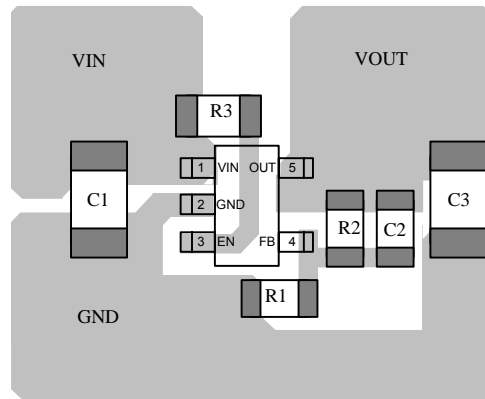 VIN
VOUT
R3
1 VIN OUT 5
2 GND
3 EN FB 4
C1
R2
C2
C3
R1
GND